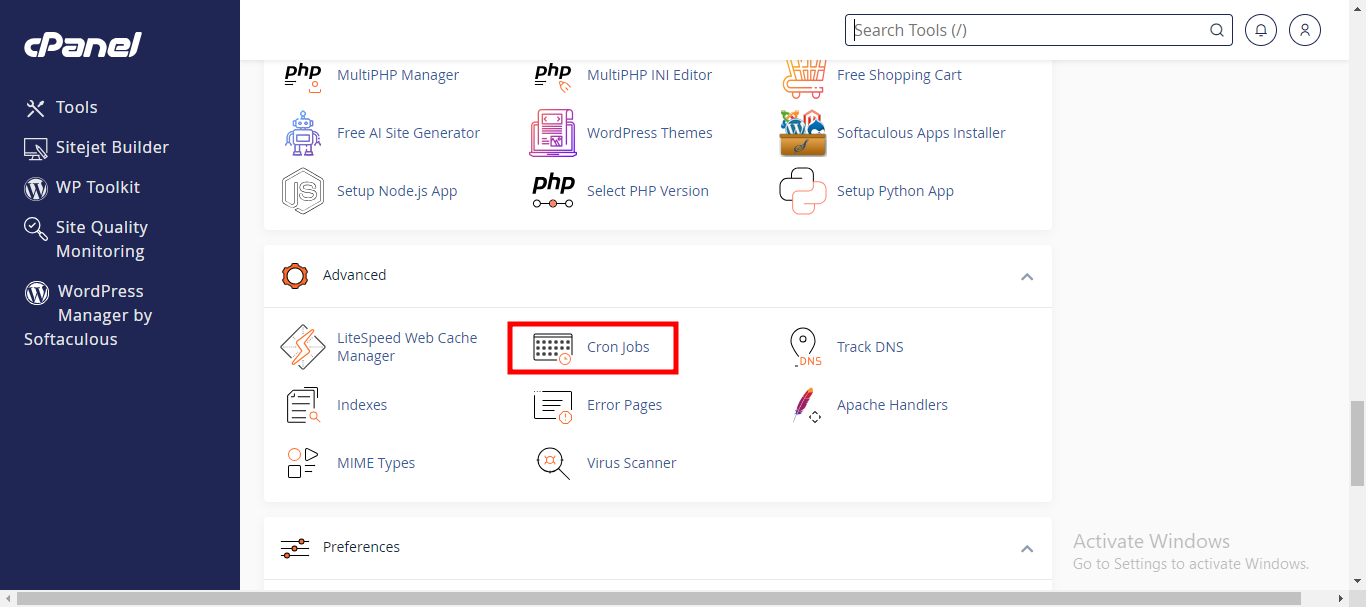 cPanel
Search Tools (/)
Tools
Sitejet Builder
WP Toolkit
Site Quality
Monitoring
WordPress
Manager by
Softaculous
php
MultiPHP Manager
php
MultiPHP INI Editor
Free Shopping Cart
Free AI Site Generator
WordPress Themes
Softaculous Apps Installer
JS
Setup Node.js App
php
Select PHP Version
Setup Python App
Advanced
LiteSpeed Web Cache
Manager
Cron Jobs
DNS
Track DNS
Indexes
Error Pages
Apache Handlers
MIME Types
Virus Scanner
Preferences
Activate Windows
Go to Settings to activate Windows.